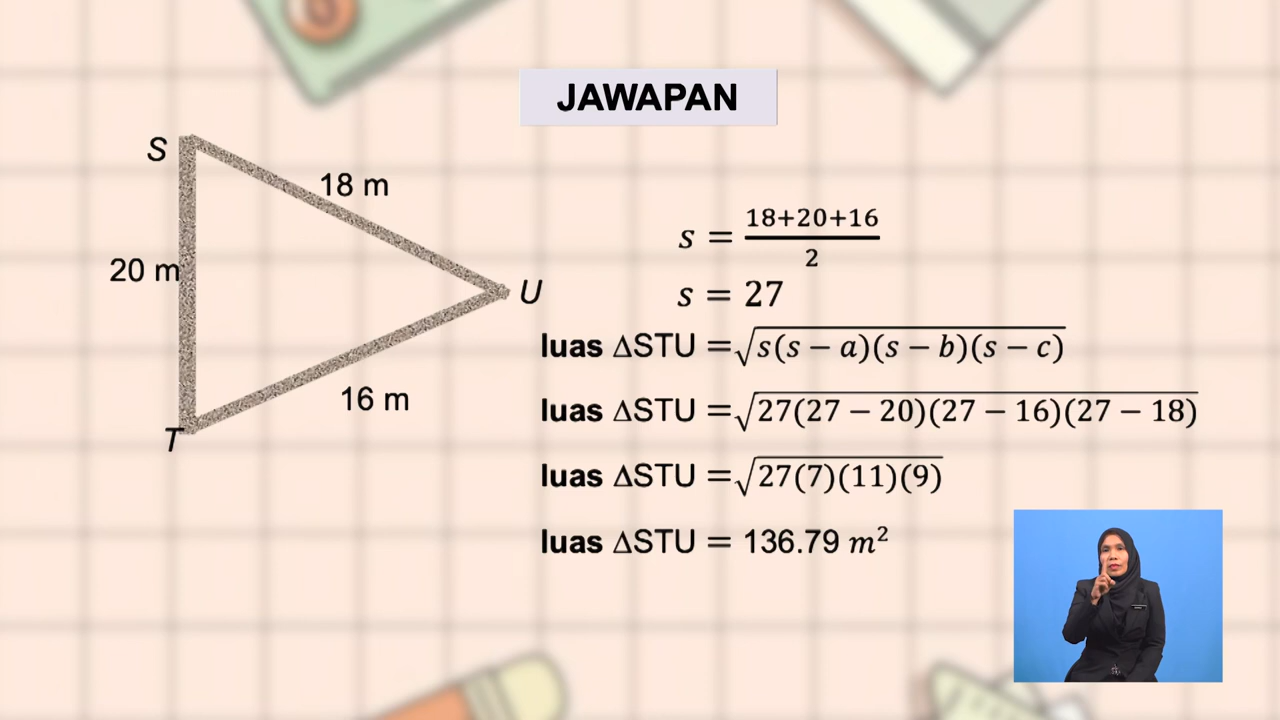 JAWAPAN
S
18 m
20 m
U
16 m
T
s = \frac{18+20+16}{2}
s = 27
luas ΔSTU = √s(s − a)(s − b)(s − c)
luas ΔSTU = √27(27 − 20)(27 − 16)(27 − 18)
luas ΔSTU = √27(7)(11)(9)
luas ΔSTU = 136.79 m²